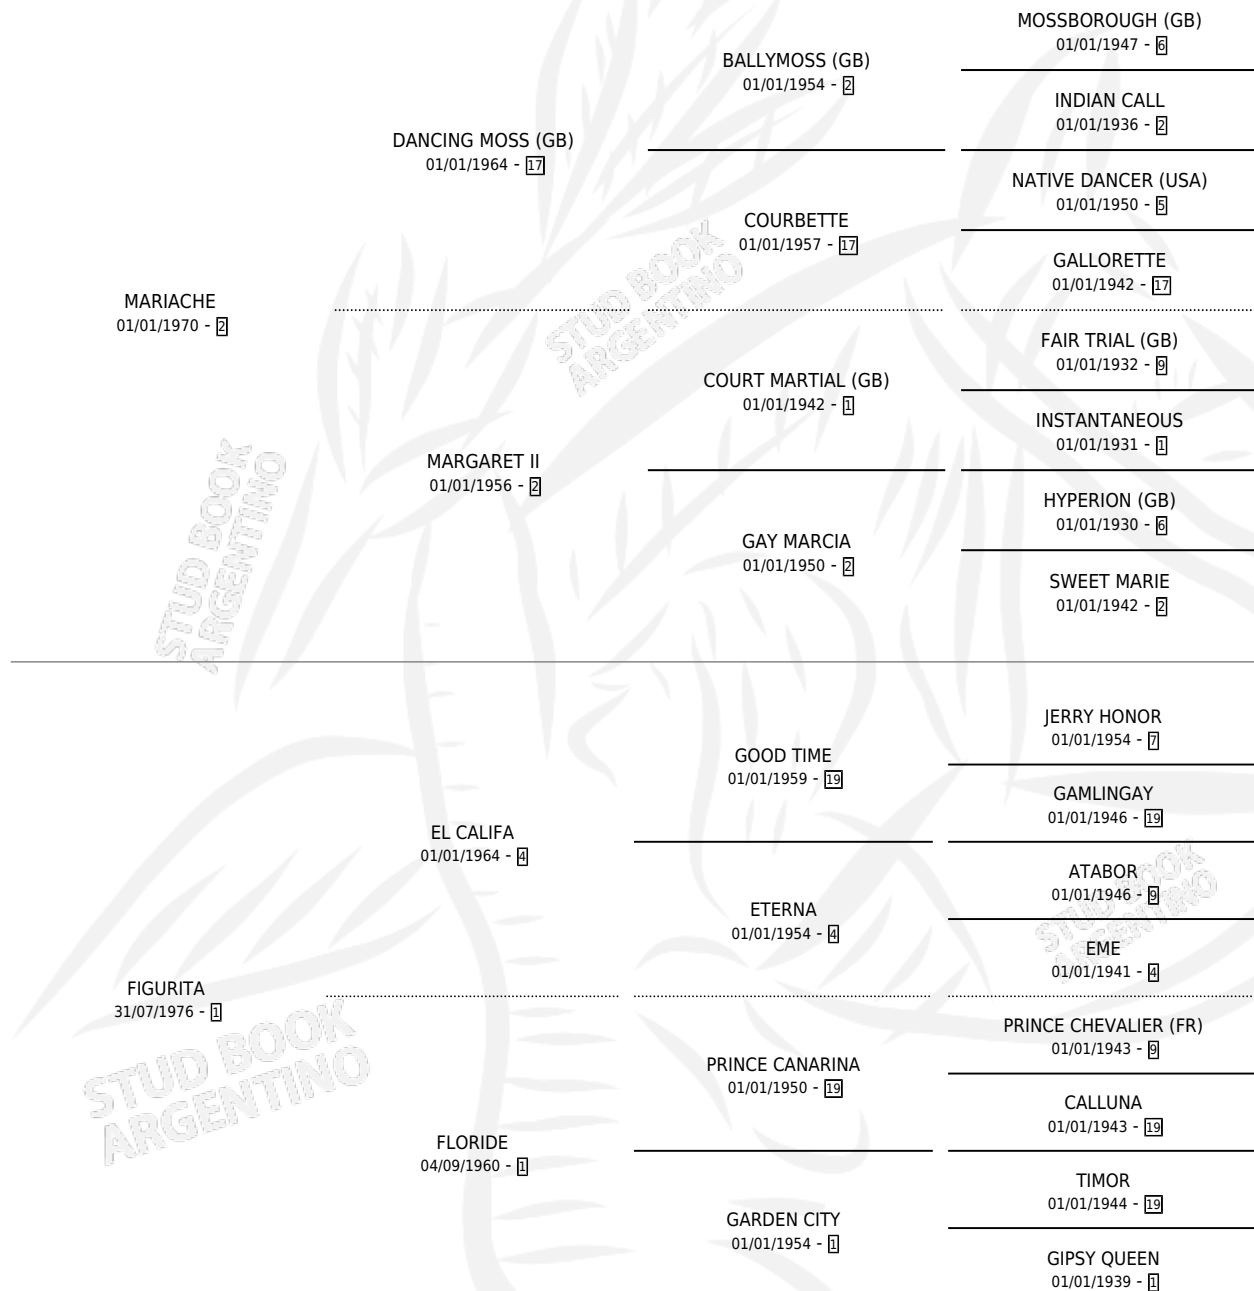 MOSSBOROUGH (GB)
01/01/1947 - 6
BALLYMOSS (GB)
01/01/1954 - 2
INDIAN CALL
01/01/1936 - 2
DANCING MOSS (GB)
01/01/1964 - 17
NATIVE DANCER (USA)
01/01/1950 - 5
COURBETTE
01/01/1957 - 17
GALLORETTE
01/01/1942 - 17
MARIACHE
01/01/1970 - 2
STUD BOOK
ARGENTINO
FAIR TRIAL (GB)
01/01/1932 - 9
COURT MARTIAL (GB)
01/01/1942 - 1
INSTANTANEOUS
01/01/1931 - 1
MARGARET II
01/01/1956 - 2
HYPERION (GB)
01/01/1930 - 6
GAY MARCIA
01/01/1950 - 2
SWEET MARIE
01/01/1942 - 2
STUD BOOK
ARGENTINO
JERRY HONOR
01/01/1954 - 7
GOOD TIME
01/01/1959 - 19
GAMLINGAY
01/01/1946 - 19
EL CALIFA
01/01/1964 - 4
ATABOR
01/01/1946 - 9
ETERNA
01/01/1954 - 4
EME
01/01/1941 - 4
STUD BOOK
ARGENTINO
FIGURITA
31/07/1976 - 1
PRINCE CHEVALIER (FR)
01/01/1943 - 9
PRINCE CANARINA
01/01/1950 - 19
CALLUNA
01/01/1943 - 19
STUD BOOK
ARGENTINO
FLORIDE
04/09/1960 - 1
TIMOR
01/01/1944 - 19
GARDEN CITY
01/01/1954 - 1
GIPSY QUEEN
01/01/1939 - 1